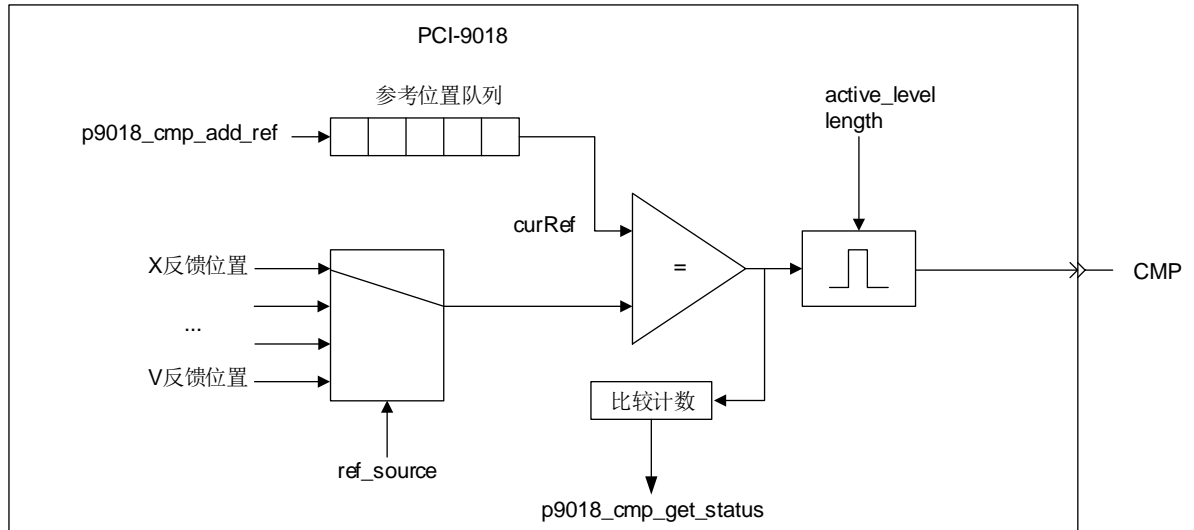 PCI-9018
参考位置队列
p9018_cmp_add_ref
active_level
length
curRef
X反馈位置
=
CMP
...
V反馈位置
比较计数
ref_source
p9018_cmp_get_status